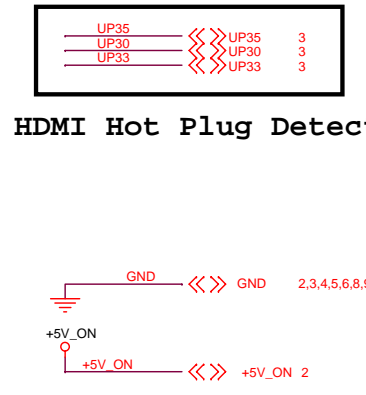 UP35 UP35 3
UP30 UP30 3
UP33 UP33 3
HDMI Hot Plug Detect
GND GND 2,3,4,5,6,8,9
+5V_ON
+5V_ON +5V_ON 2